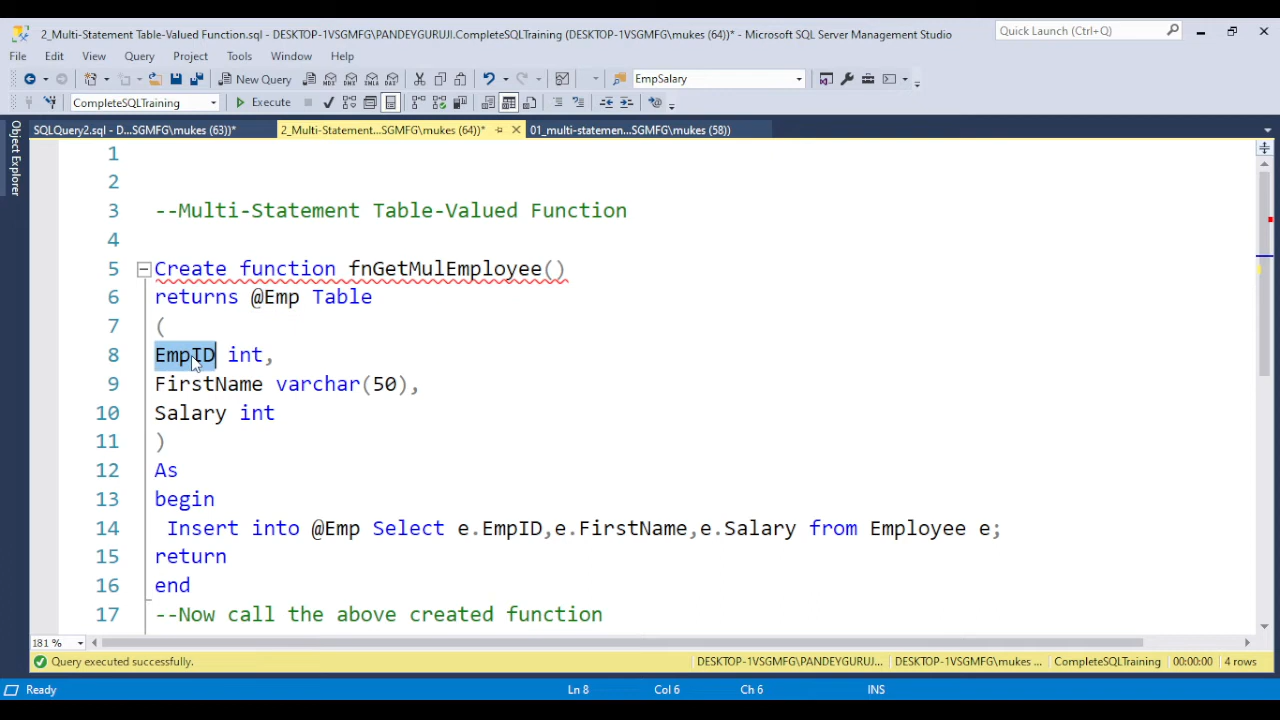 2_Multi-Statement Table-Valued Function.sql - DESKTOP-1VSGMFG\PANDEYGURUJI.CompleteSQLTraining (DESKTOP-1VSGMFG\mukes (64))* - Microsoft SQL Server Management Studio
Quick Launch (Ctrl+Q)
File Edit View Query Project Tools Window Help
New Query
MDX DMX XMLA DAX
EmpSalary
CompleteSQLTraining
Execute
SQLQuery2.sql - D...SGMFG\mukes (63))*
2_Multi-Statement...SGMFG\mukes (64))*
01_multi-statemen...SGMFG\mukes (58))
Object Explorer
1
2
3 --Multi-Statement Table-Valued Function
4
5 Create function fnGetMulEmployee()
6 returns @Emp Table
7 (
8 EmpID int,
9 FirstName varchar(50),
10 Salary int
11 )
12 As
13 begin
14 Insert into @Emp Select e.EmpID,e.FirstName,e.Salary from Employee e;
15 return
16 end
17 --Now call the above created function
181 %
Query executed successfully.
DESKTOP-1VSGMFG\PANDEYGURUJI...
DESKTOP-1VSGMFG\mukes ...
CompleteSQLTraining
00:00:00
4 rows
Ready
Ln 8
Col 6
Ch 6
INS